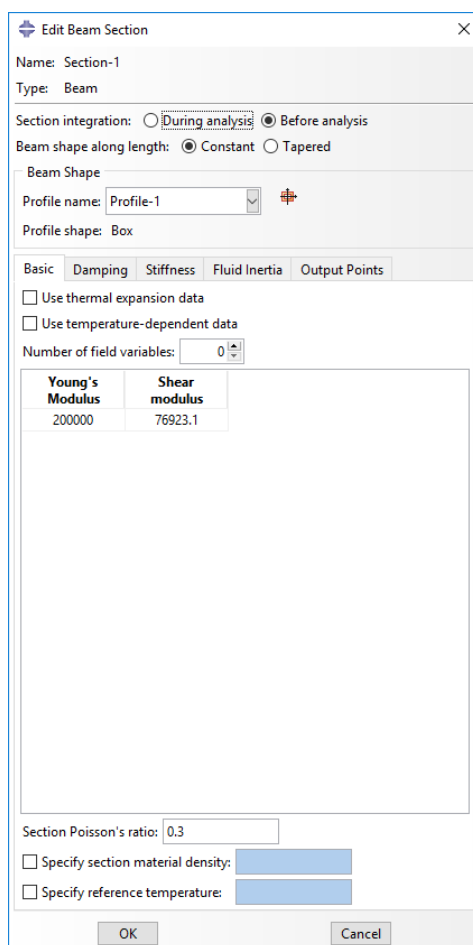 Edit Beam Section
Name: Section-1
Type: Beam
Section integration: During analysis Before analysis
Beam shape along length: Constant Tapered
Beam Shape
Profile name: Profile-1
Profile shape: Box
Basic Damping Stiffness Fluid Inertia Output Points
Use thermal expansion data
Use temperature-dependent data
Number of field variables: 0
Young's Shear
Modulus modulus
200000 76923.1
Section Poisson's ratio: 0.3
Specify section material density:
Specify reference temperature:
OK Cancel